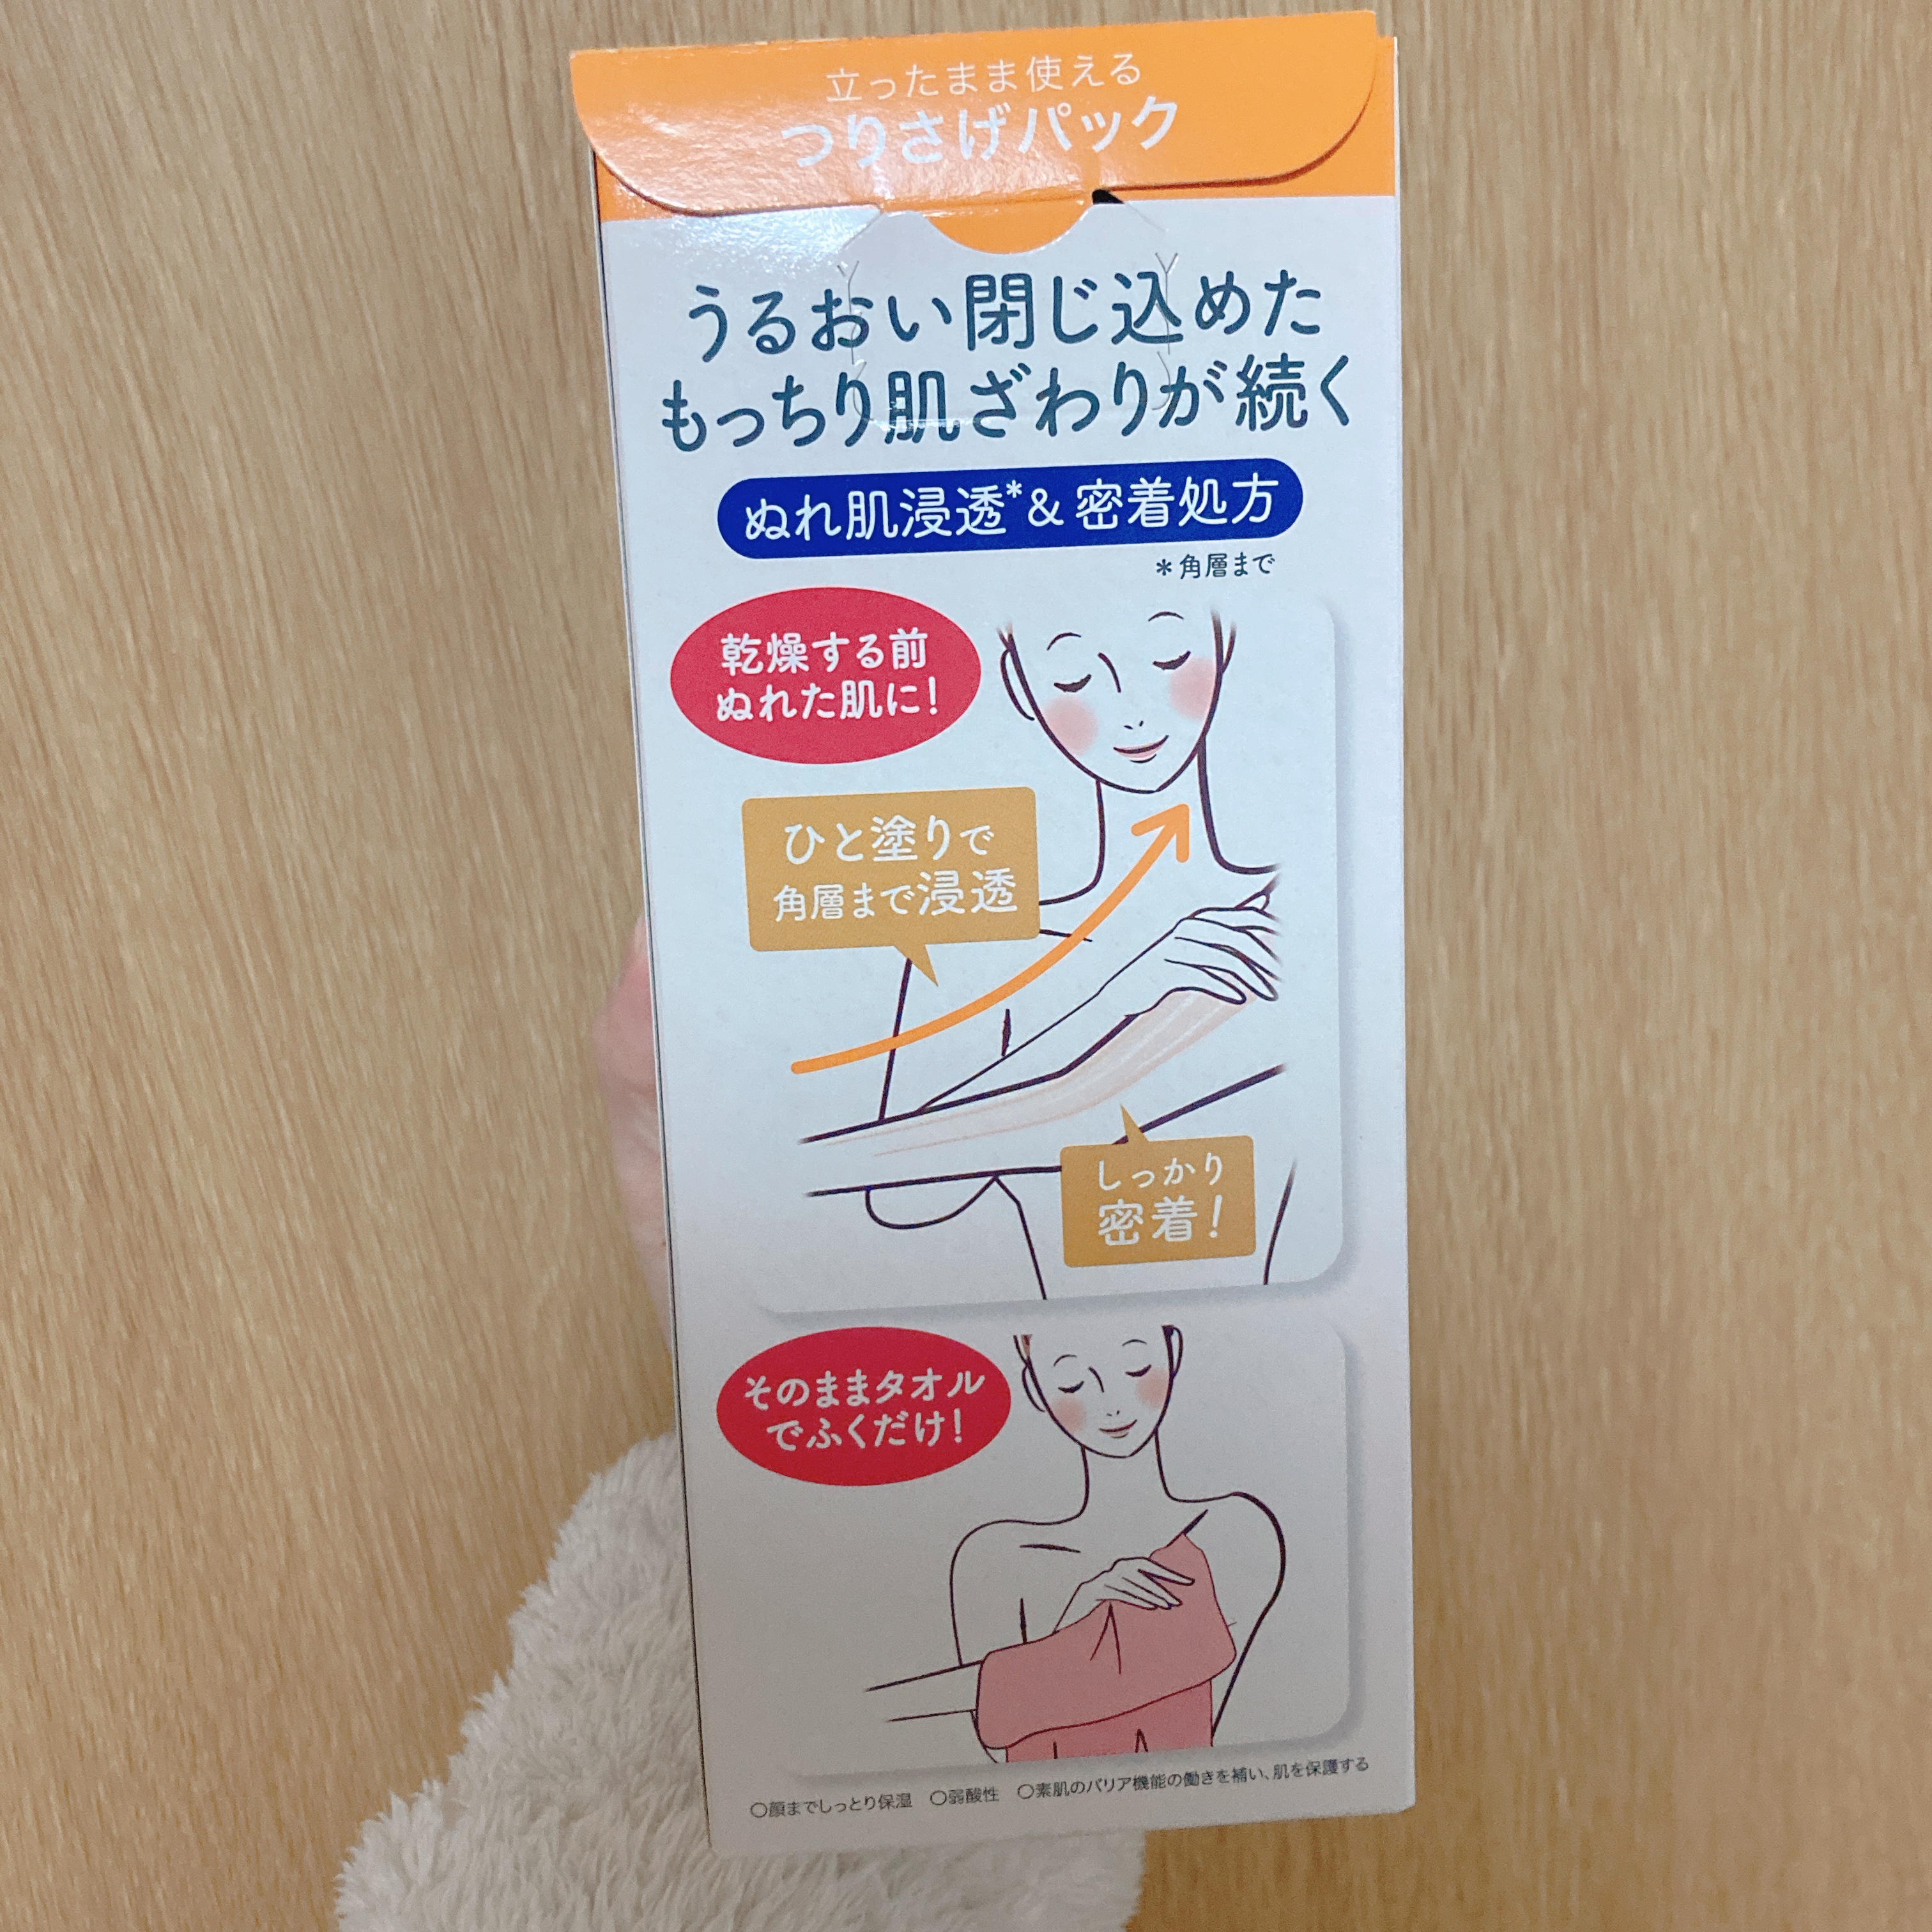 立ったまま使える
つりさげパック
うるおい閉じ込めた
もっちり肌ざわりが続く
ぬれ肌浸透*&密着処方
*角層まで
乾燥する前
ぬれた肌に!
ひと塗りで
角層まで浸透
しっかり
密着!
そのままタオル
でふくだけ!
○顔までしっとり保湿 ○弱酸性 ○素肌のバリア機能の働きを補い、肌を保護する